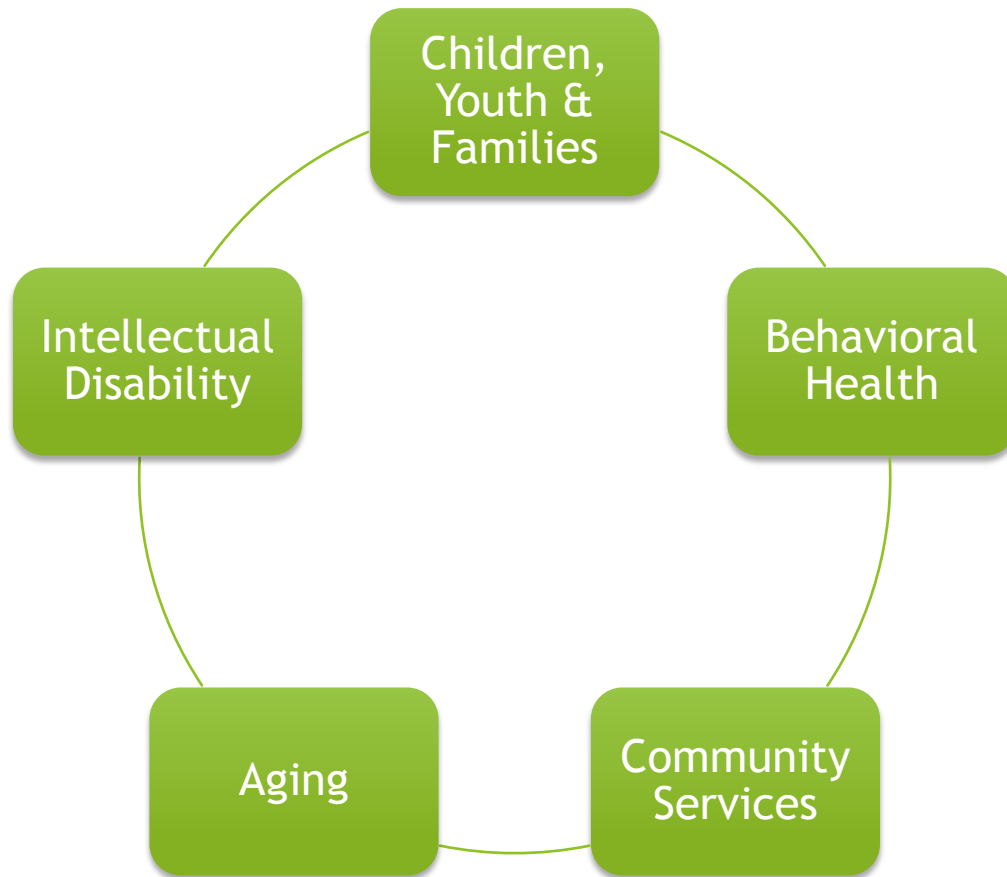 Children,
Youth &
Families
Intellectual
Disability
Behavioral
Health
Aging
Community
Services